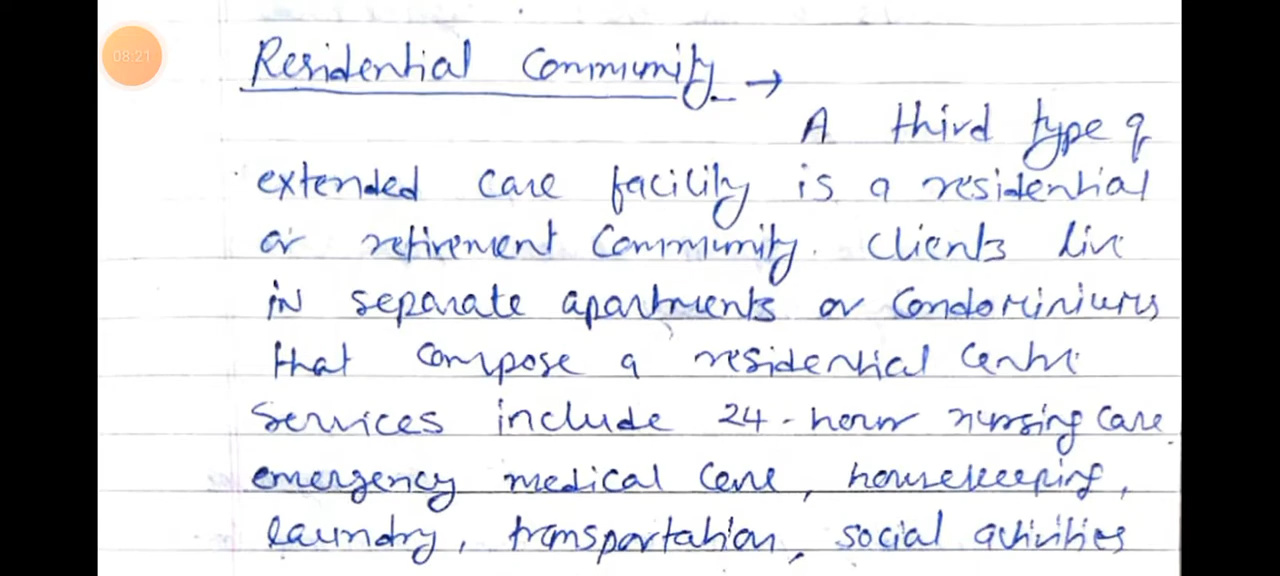 08:21
Residential Community →
A third type of
extended care facility is a residential
or retirement Community. Clients live
in separate apartments or Condominiums
that compose a residential Centre
Services include 24-hour nursing care
emergency medical Care, housekeeping,
laundry, transportation, social activities